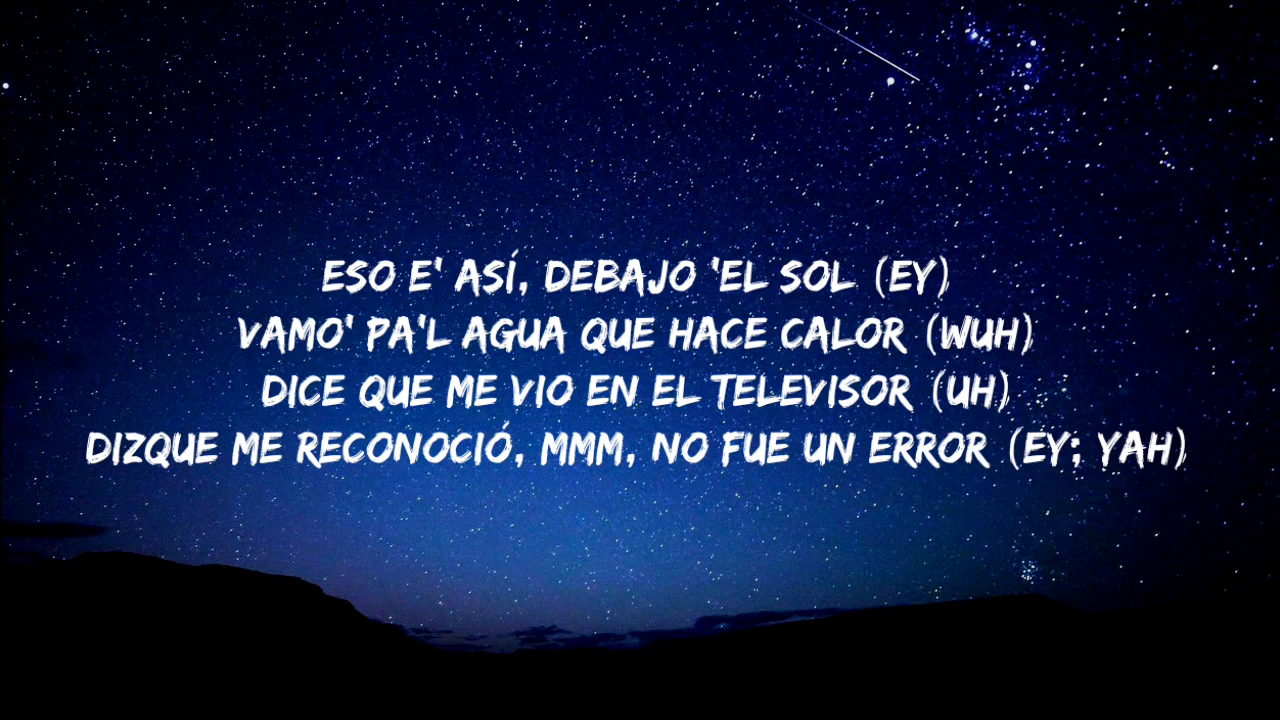 ESO E' ASÍ, DEBAJO 'EL SOL (EY)
VAMO' PA'L AGUA QUE HACE CALOR (WUH)
DICE QUE ME VIO EN EL TELEVISOR (UH)
DIZQUE ME RECONOCIÓ, MMM, NO FUE UN ERROR (EY; YAH)